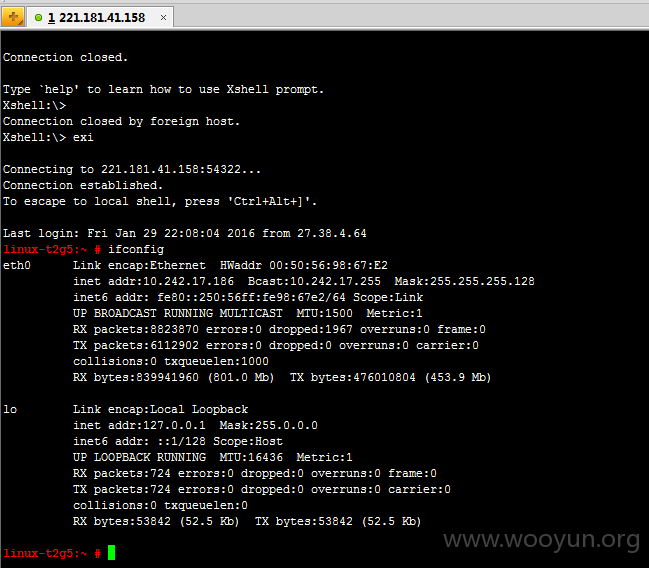 1 221.181.41.158 ×
Connection closed.
Type `help' to learn how to use Xshell prompt.
Xshell:\>
Connection closed by foreign host.
Xshell:\> exi
Connecting to 221.181.41.158:54322...
Connection established.
To escape to local shell, press 'Ctrl+Alt+]'.
Last login: Fri Jan 29 22:08:04 2016 from 27.38.4.64
linux-t2g5:~ # ifconfig
eth0 Link encap:Ethernet HWaddr 00:50:56:98:67:E2
inet addr:10.242.17.186 Bcast:10.242.17.255 Mask:255.255.255.128
inet6 addr: fe80::250:56ff:fe98:67e2/64 Scope:Link
UP BROADCAST RUNNING MULTICAST MTU:1500 Metric:1
RX packets:8823870 errors:0 dropped:1967 overruns:0 frame:0
TX packets:6112902 errors:0 dropped:0 overruns:0 carrier:0
collisions:0 txqueuelen:1000
RX bytes:839941960 (801.0 Mb) TX bytes:476010804 (453.9 Mb)
lo Link encap:Local Loopback
inet addr:127.0.0.1 Mask:255.0.0.0
inet6 addr: ::1/128 Scope:Host
UP LOOPBACK RUNNING MTU:16436 Metric:1
RX packets:724 errors:0 dropped:0 overruns:0 frame:0
TX packets:724 errors:0 dropped:0 overruns:0 carrier:0
collisions:0 txqueuelen:0
RX bytes:53842 (52.5 Kb) TX bytes:53842 (52.5 Kb)
linux-t2g5:~ #
www.wooyun.org